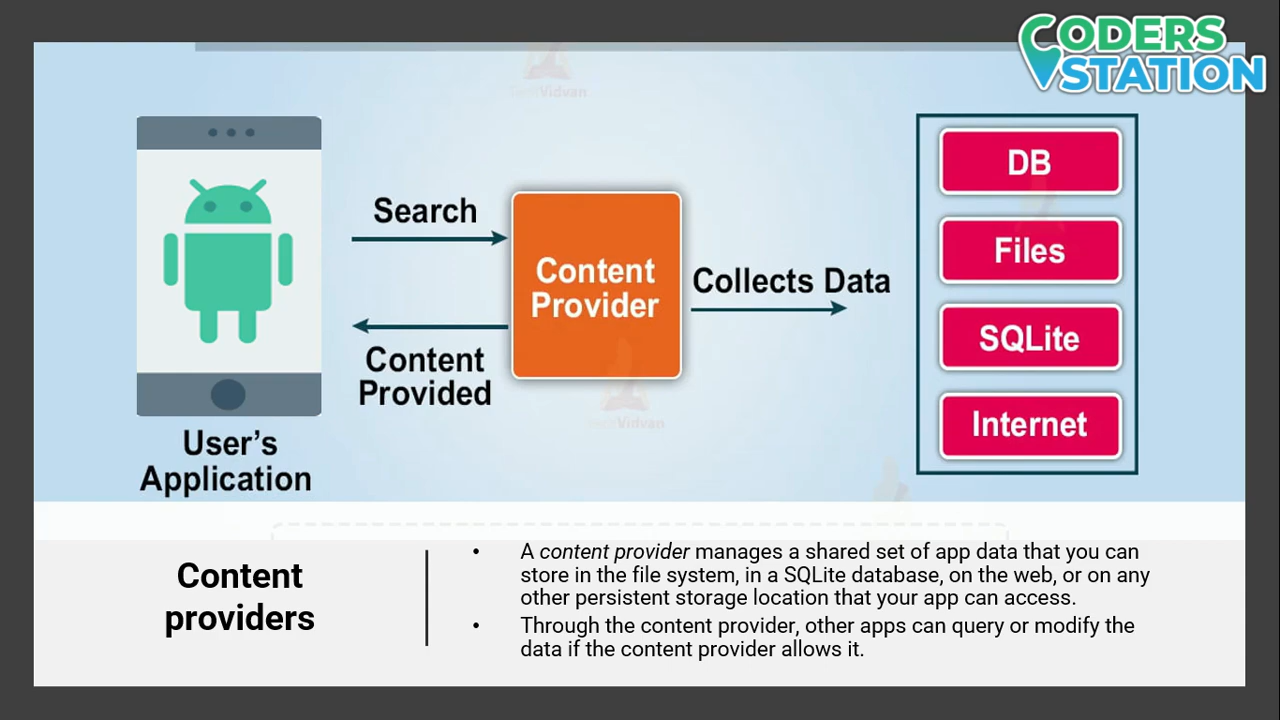 CODERS
STATION
Vidvan
DB
Search
Files
Content
Provider
Collects Data
SQLite
Content
Provided
Vidvan
Internet
User’s
Application
Content
providers
• A content provider manages a shared set of app data that you can
store in the file system, in a SQLite database, on the web, or on any
other persistent storage location that your app can access.
• Through the content provider, other apps can query or modify the
data if the content provider allows it.